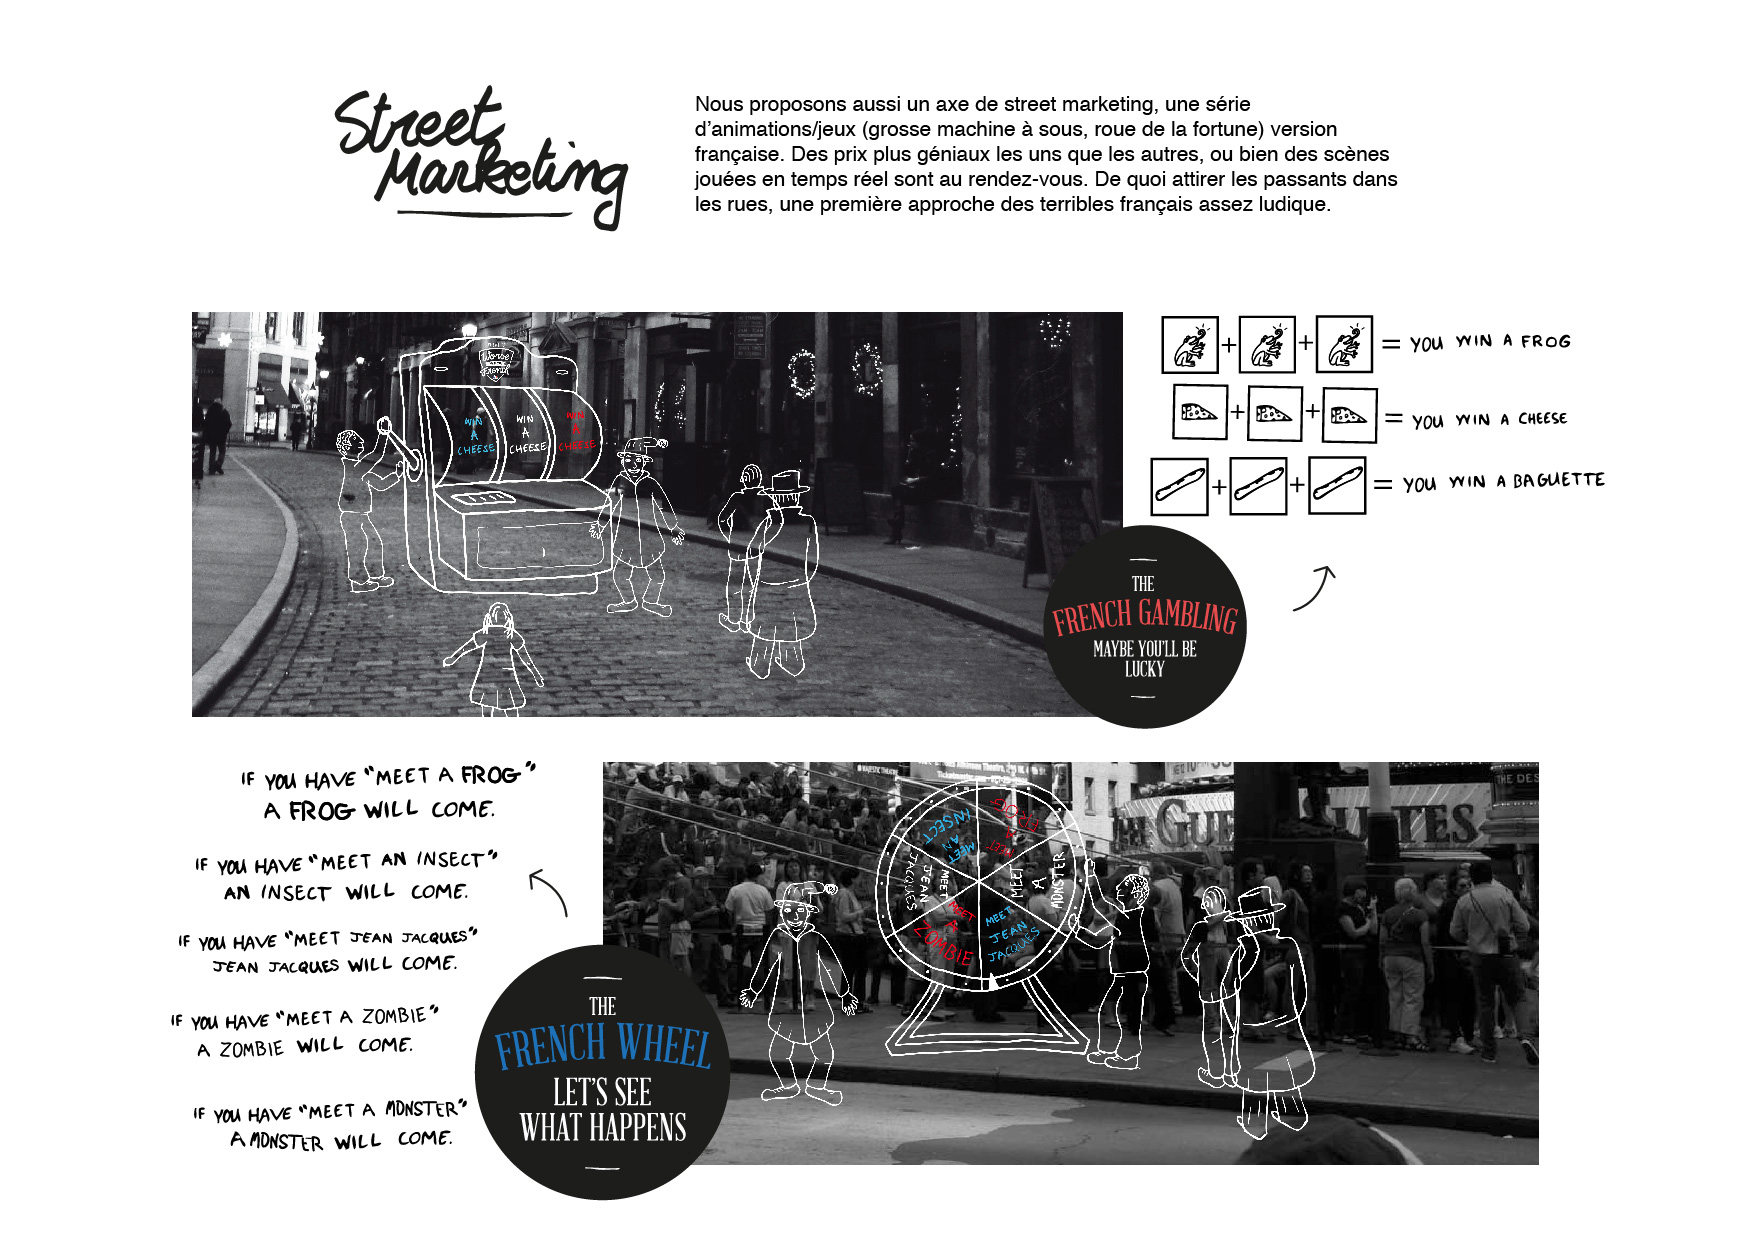 Street
Marketing
Nous proposons aussi un axe de street marketing, une série
d'animations/jeux (grosse machine à sous, roue de la fortune) version
française. Des prix plus géniaux les uns que les autres, ou bien des scènes
jouées en temps réel sont au rendez-vous. De quoi attirer les passants dans
les rues, une première approche des terribles français assez ludique.
WIN
A
CHEESE
WIN
A
CHEESE
WIN
A
CHEESE
+ + = YOU WIN A FROG
+ + = YOU WIN A CHEESE
+ + = YOU WIN A BAGUETTE
THE
FRENCH GAMBLING
MAYBE YOU'LL BE
LUCKY
IF YOU HAVE "MEET A FROG"
A FROG WILL COME.
IF YOU HAVE "MEET AN INSECT"
AN INSECT WILL COME.
IF YOU HAVE "MEET JEAN JACQUES"
JEAN JACQUES WILL COME.
IF YOU HAVE "MEET A ZOMBIE"
A ZOMBIE WILL COME.
IF YOU HAVE "MEET A MONSTER"
A MONSTER WILL COME.
THE
FRENCH WHEEL
LET'S SEE
WHAT HAPPENS
MAJESTIC THEATRE
MEET
AN
INSECT
MEET
A
MONSTER
MEET
JEAN
JACQUES
MEET
A
ZOMBIE
MEET
JEAN
JACQUES
THE DES